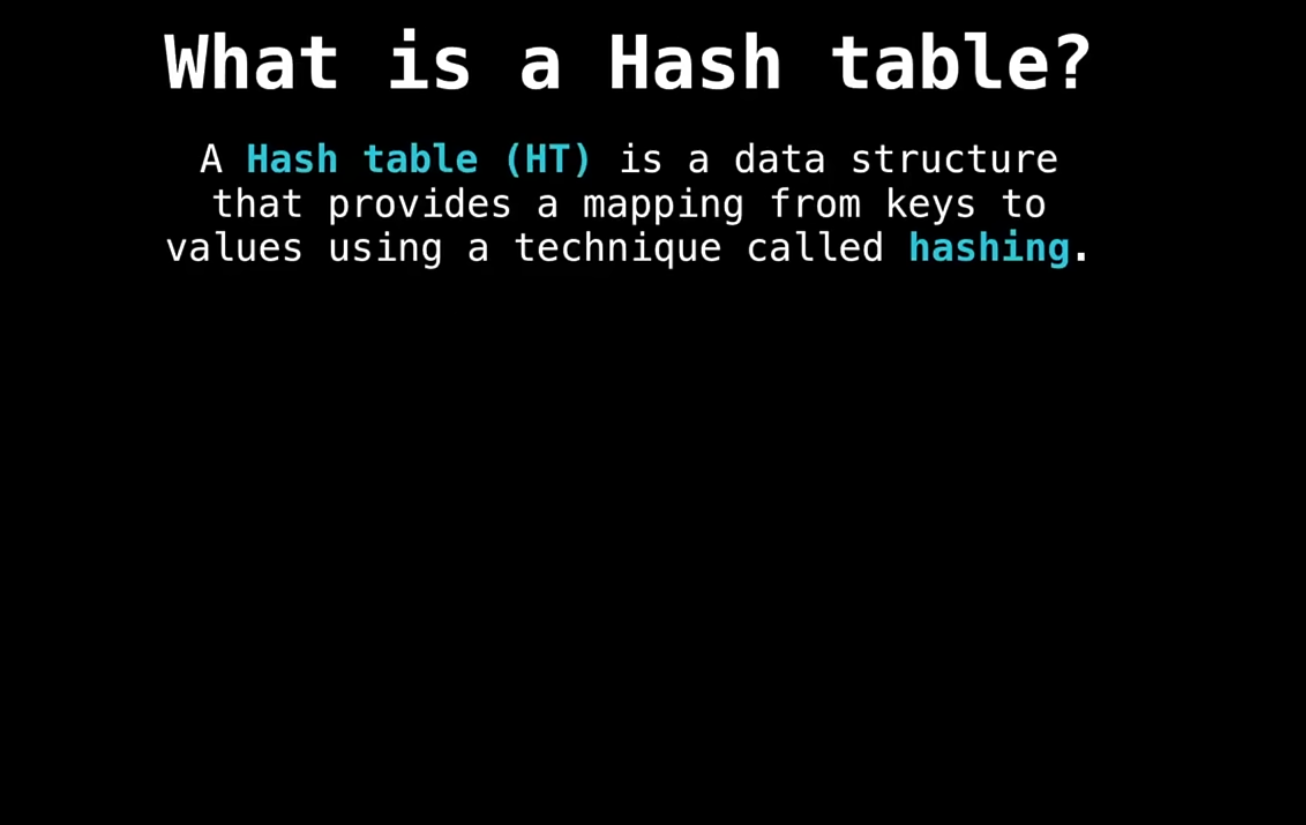 What is a Hash table?
A Hash table (HT) is a data structure
that provides a mapping from keys to
values using a technique called hashing.